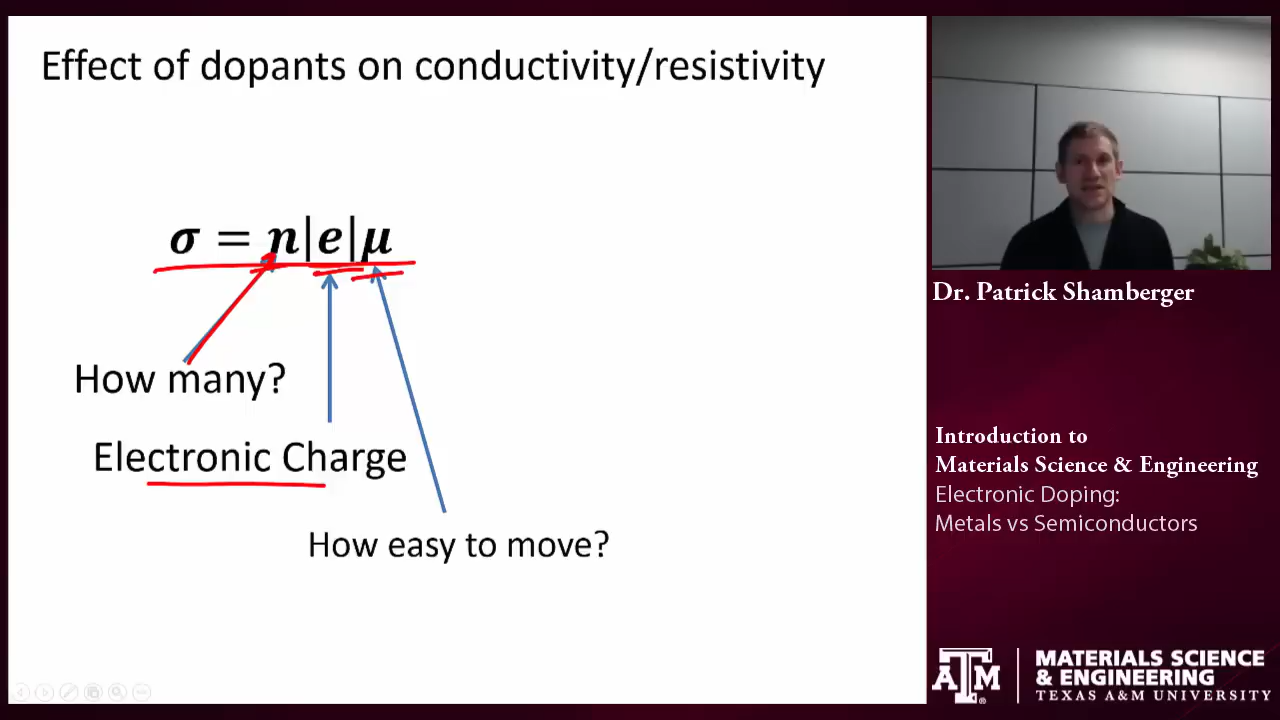 Effect of dopants on conductivity/resistivity
σ = n|e|μ
How many?
Electronic Charge
How easy to move?
Dr. Patrick Shamberger
Introduction to
Materials Science & Engineering
Electronic Doping:
Metals vs Semiconductors
ATM
MATERIALS SCIENCE
& ENGINEERING
TEXAS A&M UNIVERSITY